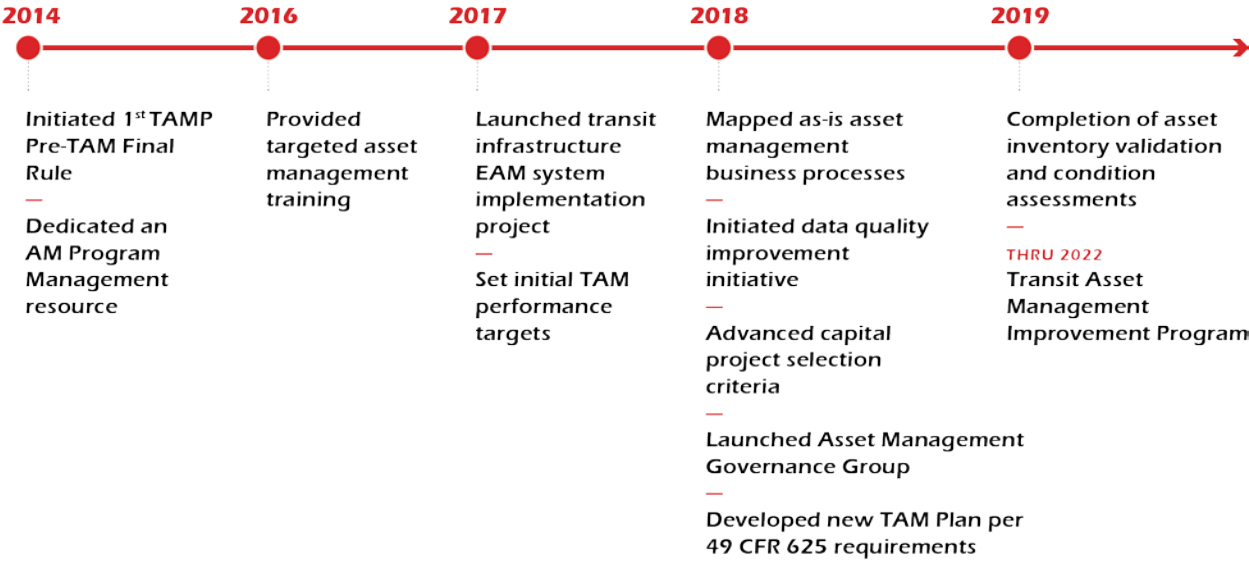 2014
Initiated 1st TAMP
Pre-TAM Final
Rule
—
Dedicated an
AM Program
Management
resource
2016
Provided
targeted asset
management
training
2017
Launched transit
infrastructure
EAM system
implementation
project
—
Set initial TAM
performance
targets
2018
Mapped as-is asset
management
business processes
—
Initiated data quality
improvement
initiative
—
Advanced capital
project selection
criteria
—
Launched Asset Management
Governance Group
—
Developed new TAM Plan per
49 CFR 625 requirements
2019
Completion of asset
inventory validation
and condition
assessments
—
THRU 2022
Transit Asset
Management
Improvement Program